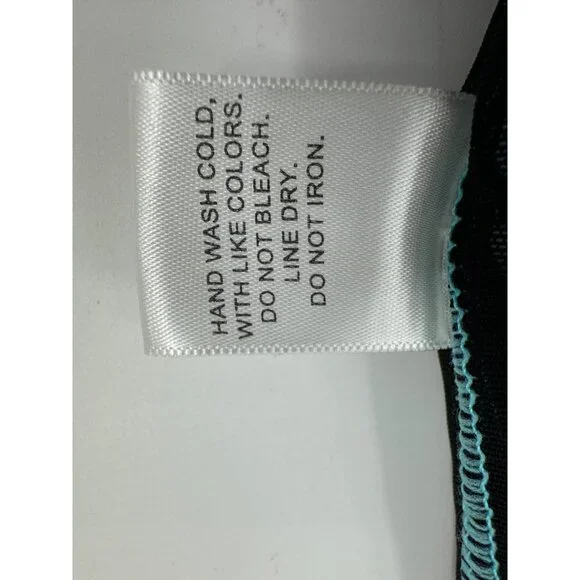 HAND WASH COLD,
WITH LIKE COLORS.
DO NOT BLEACH.
LINE DRY.
DO NOT IRON.